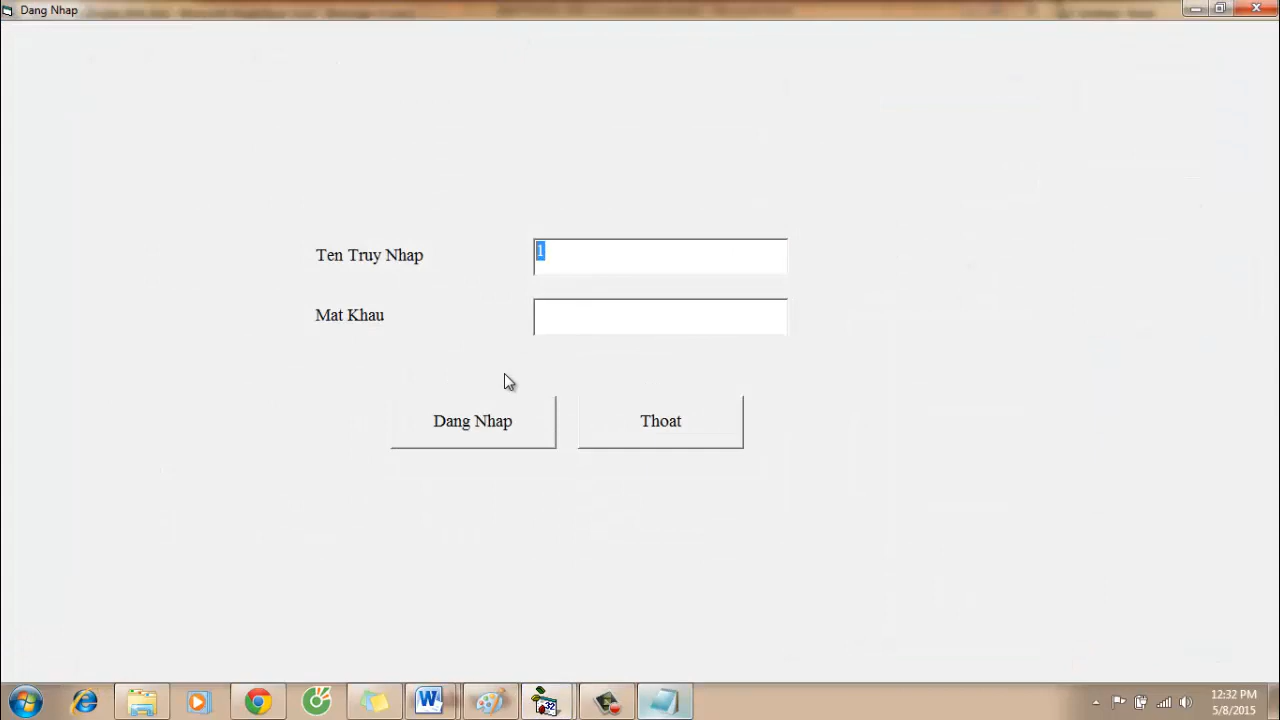 Dang Nhap
Ten Truy Nhap
1
Mat Khau
Dang Nhap
Thoat
12:32 PM
5/8/2015